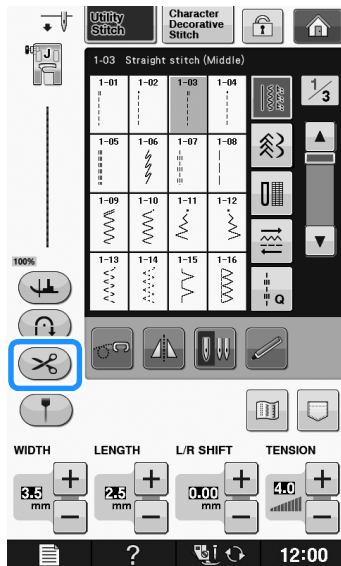 Utility
Stitch
Character
Decorative
Stitch
J
1-03 Straight stitch (Middle)
1-01 1-02 1-03 1-04
1/3
1-05 1-06 1-07 1-08
1-09 1-10 1-11 1-12
1-13 1-14 1-15 1-16
Q
100%
WIDTH LENGTH L/R SHIFT TENSION
3.5 mm + − 2.5 mm + − 0.00 mm + − 4.0 + −
? 12:00